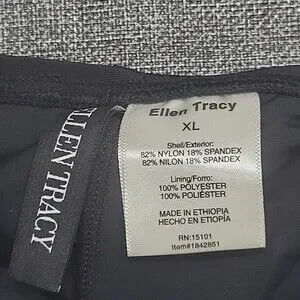 ELLEN TRACY
Ellen Tracy
XL
Shell/Exterior:
82% NYLON 18% SPANDEX
82% NILON 18% SPANDEX
Lining/Forro:
100% POLYESTER
100% POLIÉSTER
MADE IN ETHIOPIA
HECHO EN ETIOPÍA
RN:15101
Item#1842851